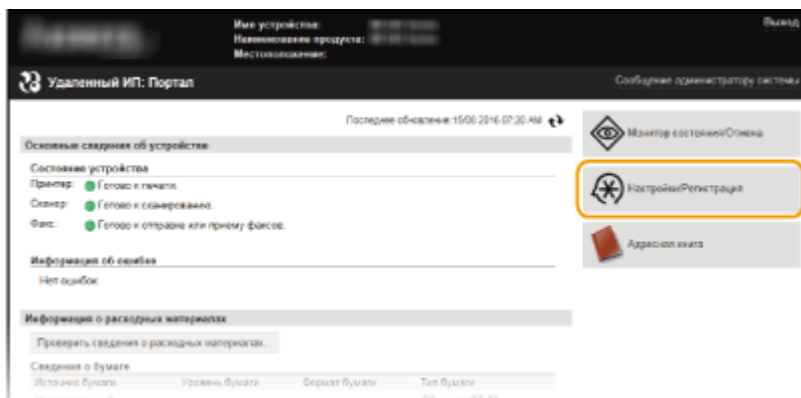 Имя устройства:
Наименование продукта:
Местоположение:
Выход
Удаленный ИП: Портал
Сообщение администратору системы
Последнее обновление: 15/08 2016 07:20 AM
Основные сведения об устройстве
Состояние устройства
Принтер: Готово к печати.
Сканер: Готово к сканированию.
Факс: Готово к отправке или приему факсов.
Информация об ошибке
Нет ошибок.
Информация о расходных материалах
Проверить сведения о расходных материалах...
Сведения о бумаге
Источник бумаги Уровень бумаги Формат бумаги Тип бумаги
Монитор состояния/Отмена
Настройки/Регистрация
Адресная книга